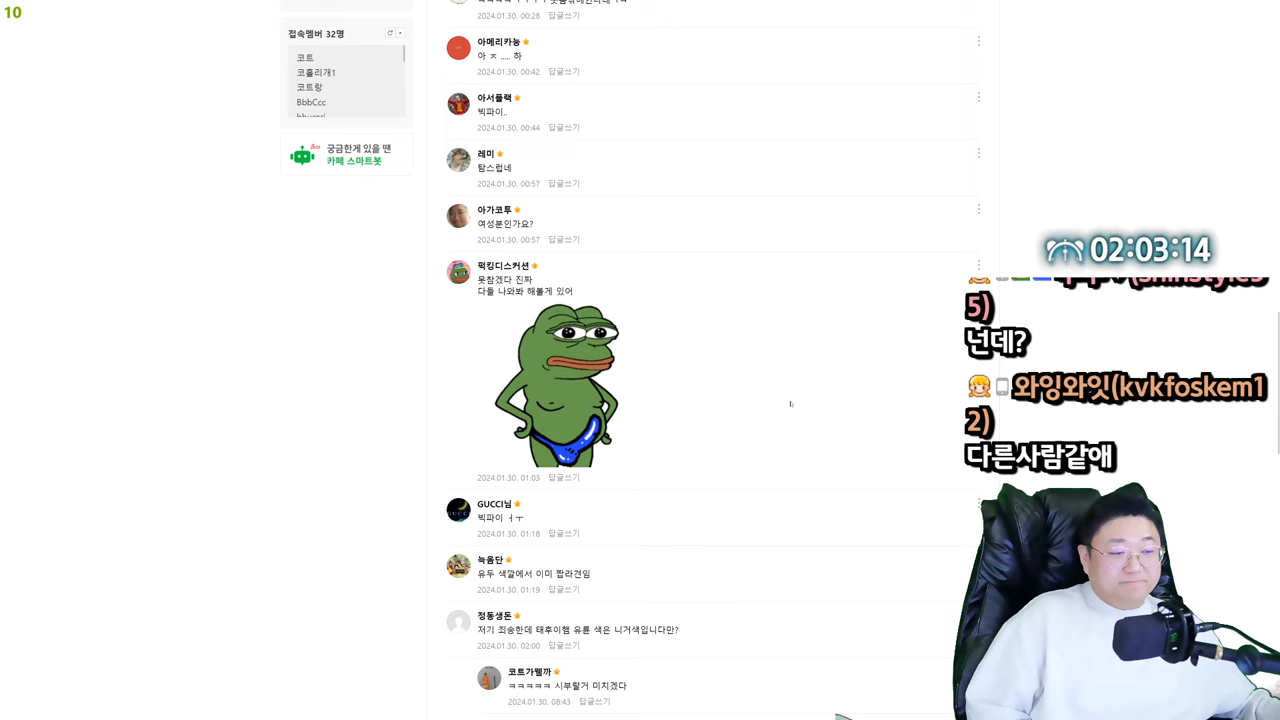 10
2024.01.30. 00:28 답글쓰기
접속멤버 32명
코트
코홀리개1
코트랑
BbbCcc
Beta
궁금한게 있을 땐
카페 스마트봇
아메리카능
아 ㅈ ..... 하
2024.01.30. 00:42 답글쓰기
아서플랙
빅파이..
2024.01.30. 00:44 답글쓰기
레미
탐스럽네
2024.01.30. 00:57 답글쓰기
아가코투
여성분인가요?
2024.01.30. 00:57 답글쓰기
퍽킹디스커션
못참겠다 진짜
다들 나와봐 해볼게 있어
2024.01.30. 01:03 답글쓰기
GUCCI님
빅파이 ㅓㅜ
2024.01.30. 01:18 답글쓰기
늑음단
유두 색깔에서 이미 짭라견임
2024.01.30. 01:19 답글쓰기
정동생돈
저기 죄송한데 태후이햄 유륜 색은 니거색입니다만?
2024.01.30. 02:00 답글쓰기
코트가뭼까
ㅋㅋㅋㅋㅋ 시부랄거 미치겠다
2024.01.30. 08:43 답글쓰기
02:03:14
5)
넌데?
와잉와잇(kvkfoskem1
2)
다른사람같애